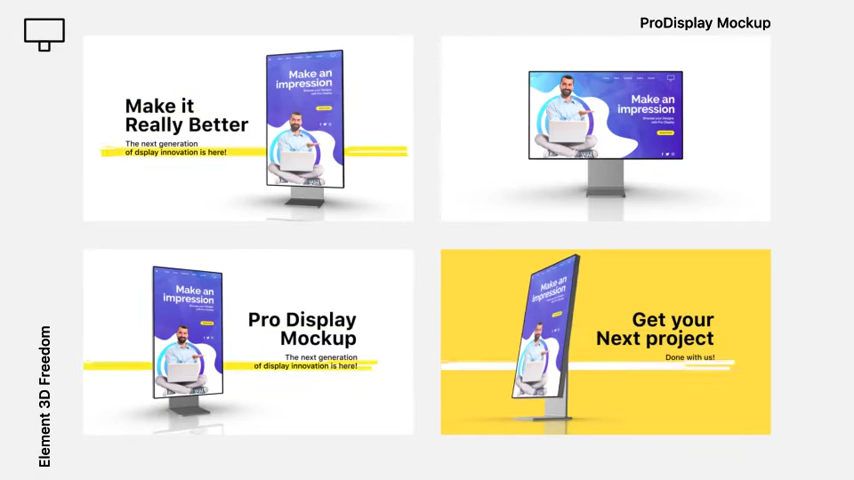 ProDisplay Mockup
Make it
Really Better
The next generation
of dsplay innovation is here!
Make an
impression
Make an
impression
Make an
impression
Pro Display
Mockup
The next generation
of display innovation is here!
Make an
impression
Get your
Next project
Done with us!
Element 3D Freedom